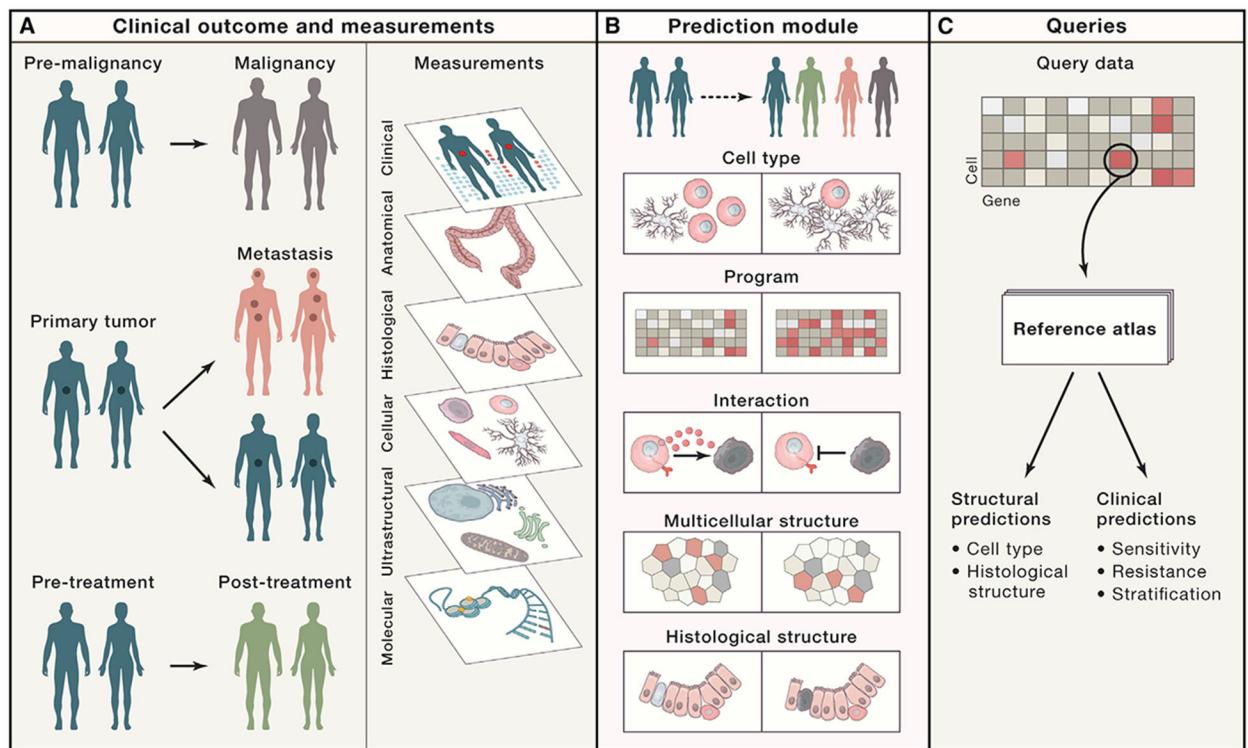 A Clinical outcome and measurements
Pre-malignancy
Malignancy
Primary tumor
Metastasis
Pre-treatment
Post-treatment
Measurements
Clinical
Anatomical
Histological
Cellular
Ultrastructural
Molecular
B Prediction module
Cell type
Program
Interaction
Multicellular structure
Histological structure
C Queries
Query data
Cell
Gene
Reference atlas
Structural
predictions
• Cell type
• Histological
structure
Clinical
predictions
• Sensitivity
• Resistance
• Stratification